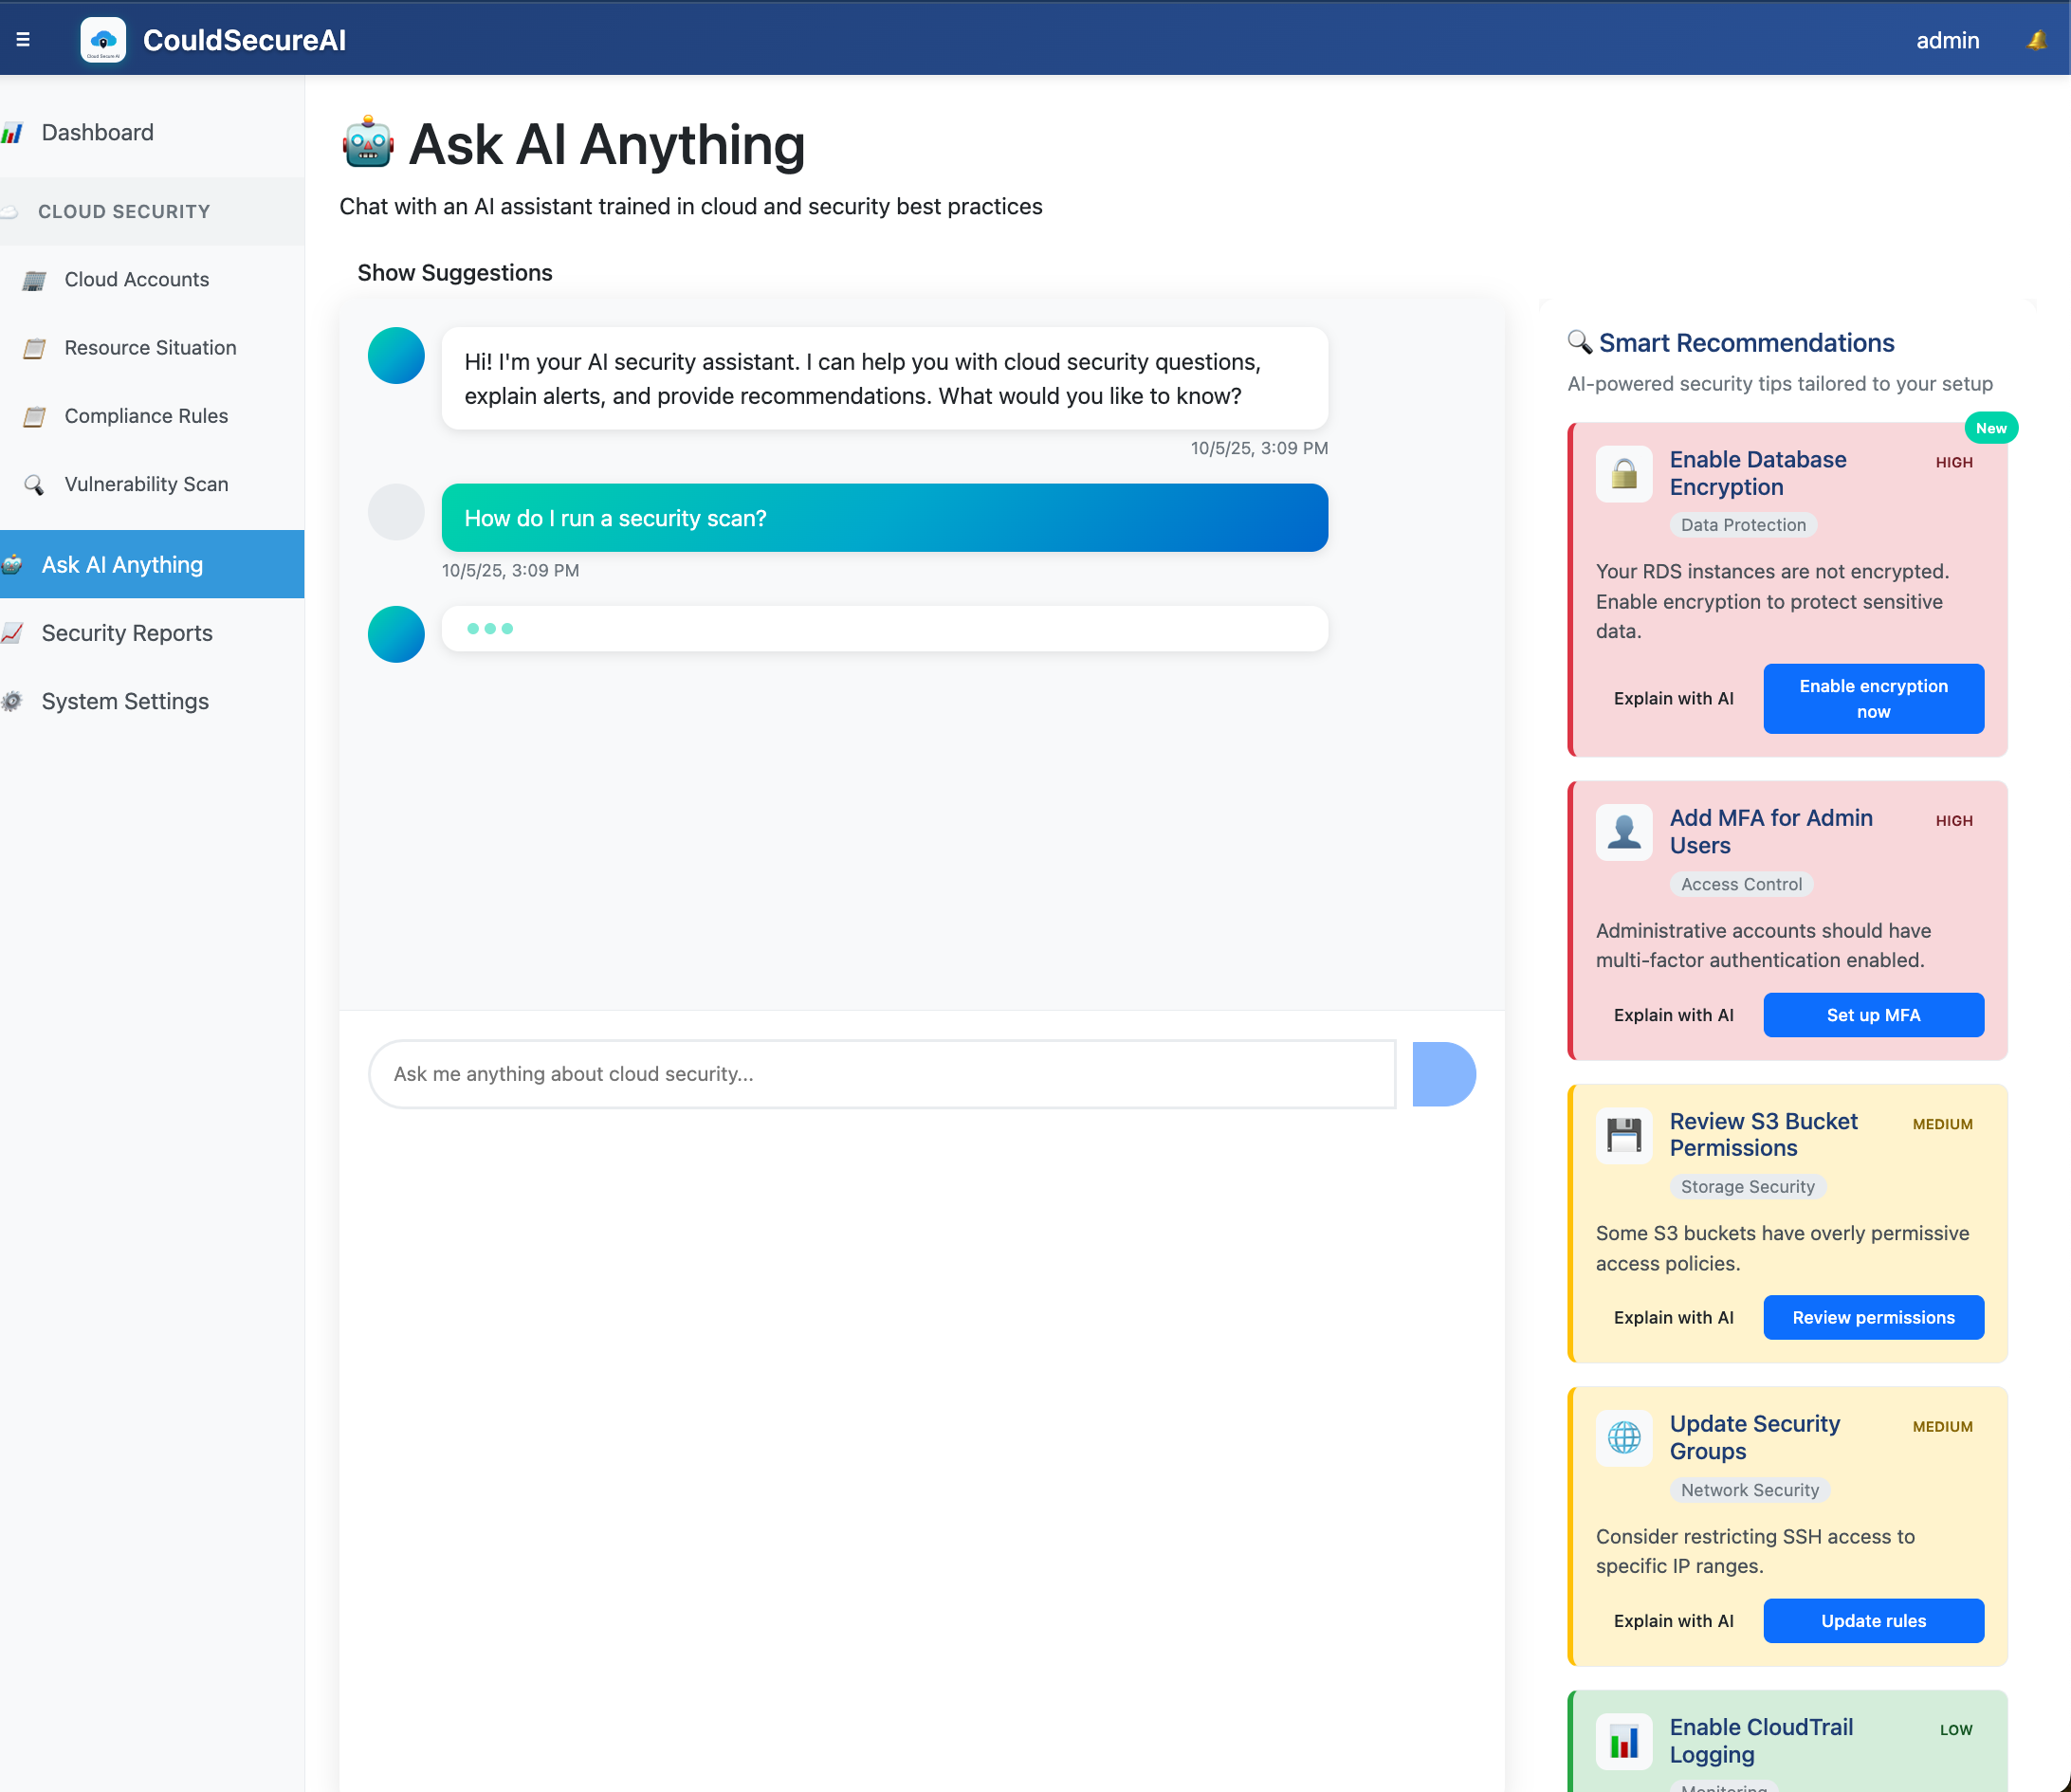 CouldSecureAI
admin
Dashboard
CLOUD SECURITY
Cloud Accounts
Resource Situation
Compliance Rules
Vulnerability Scan
Ask AI Anything
Security Reports
System Settings
Ask AI Anything
Chat with an AI assistant trained in cloud and security best practices
Show Suggestions
Hi! I'm your AI security assistant. I can help you with cloud security questions,
explain alerts, and provide recommendations. What would you like to know?
10/5/25, 3:09 PM
How do I run a security scan?
10/5/25, 3:09 PM
Ask me anything about cloud security...
Smart Recommendations
AI-powered security tips tailored to your setup
New
Enable Database
Encryption
HIGH
Data Protection
Your RDS instances are not encrypted.
Enable encryption to protect sensitive
data.
Explain with AI
Enable encryption
now
Add MFA for Admin
Users
HIGH
Access Control
Administrative accounts should have
multi-factor authentication enabled.
Explain with AI
Set up MFA
Review S3 Bucket
Permissions
MEDIUM
Storage Security
Some S3 buckets have overly permissive
access policies.
Explain with AI
Review permissions
Update Security
Groups
MEDIUM
Network Security
Consider restricting SSH access to
specific IP ranges.
Explain with AI
Update rules
Enable CloudTrail
Logging
LOW
Monitoring